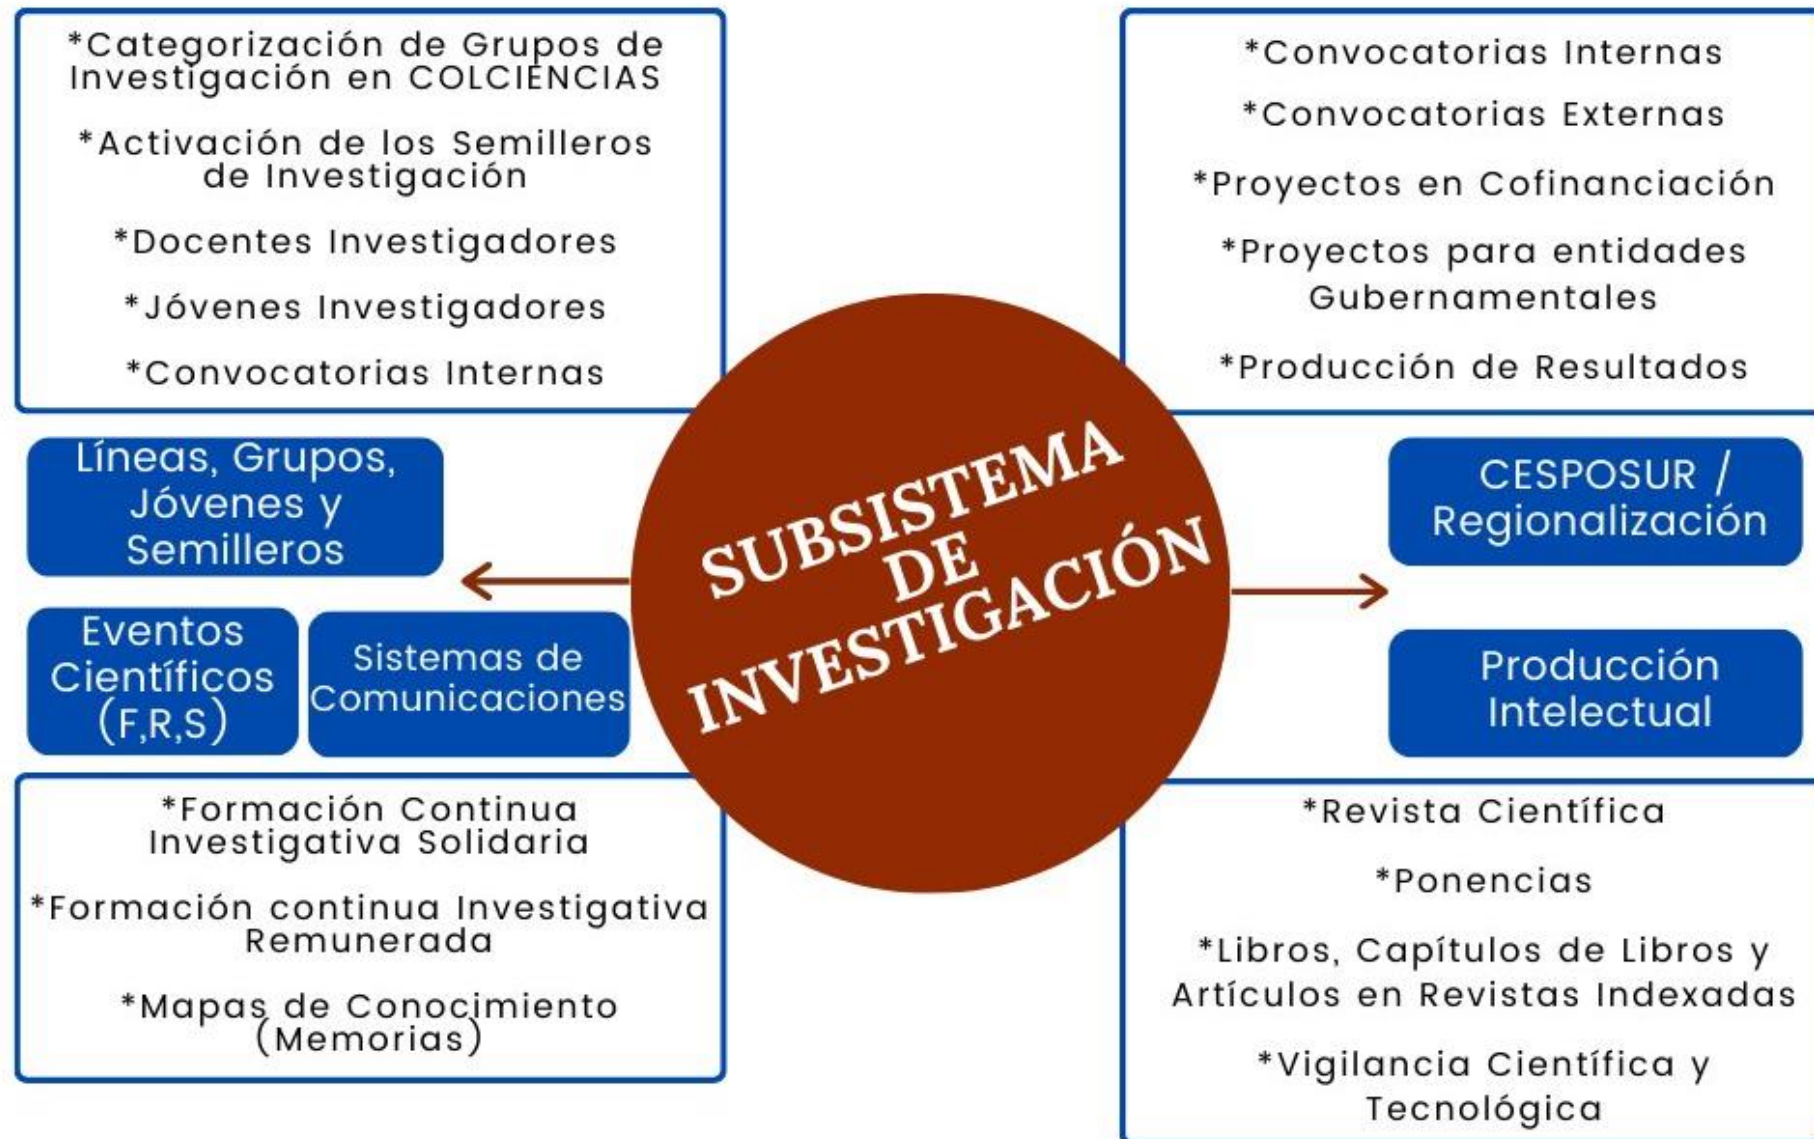 *Categorización de Grupos de
Investigación en COLCIENCIAS
*Activación de los Semilleros
de Investigación
*Docentes Investigadores
*Jóvenes Investigadores
*Convocatorias Internas
*Convocatorias Internas
*Convocatorias Externas
*Proyectos en Cofinanciación
*Proyectos para entidades
Gubernamentales
*Producción de Resultados
Líneas, Grupos,
Jóvenes y
Semilleros
Eventos
Científicos
(F,R,S)
Sistemas de
Comunicaciones
SUBSISTEMA
DE
INVESTIGACIÓN
CESPOSUR /
Regionalización
Producción
Intelectual
*Formación Continua
Investigativa Solidaria
*Formación continua Investigativa
Remunerada
*Mapas de Conocimiento
(Memorias)
*Revista Científica
*Ponencias
*Libros, Capítulos de Libros y
Artículos en Revistas Indexadas
*Vigilancia Científica y
Tecnológica